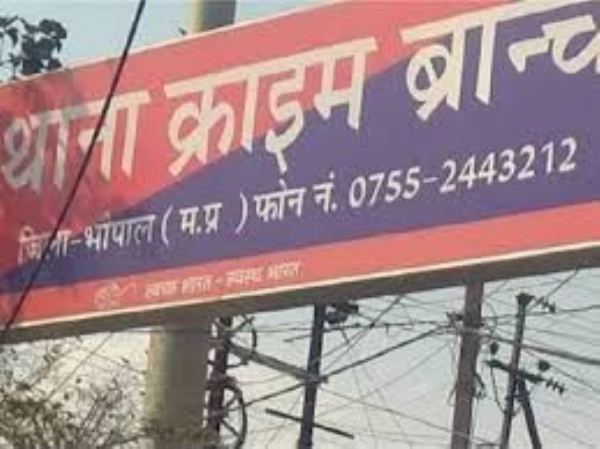 थाना क्राइम ब्रान्च
जिला-भोपाल ( म.प्र ) फोन नं. 0755-2443212
स्वच्छ भारत - स्वस्थ भारत